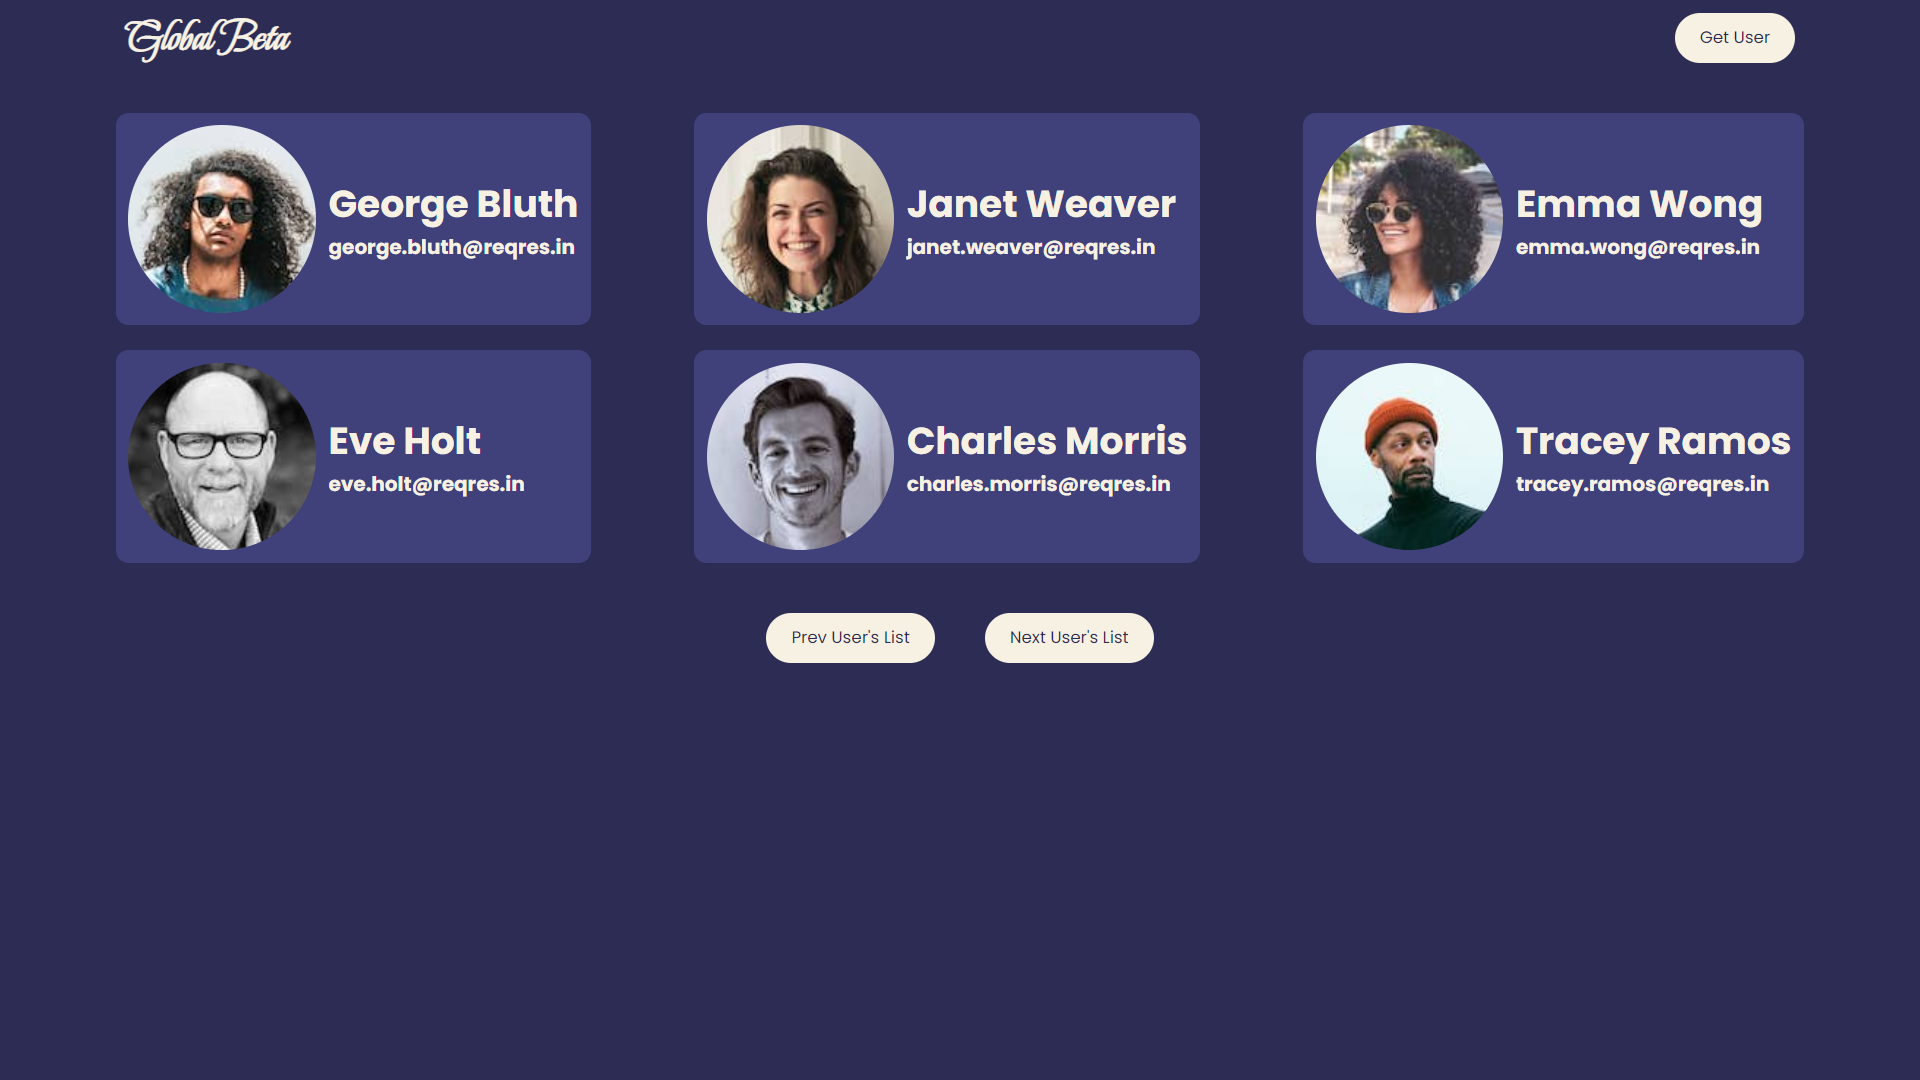 Global Beta
Get User
George Bluth
george.bluth@reqres.in
Janet Weaver
janet.weaver@reqres.in
Emma Wong
emma.wong@reqres.in
Eve Holt
eve.holt@reqres.in
Charles Morris
charles.morris@reqres.in
Tracey Ramos
tracey.ramos@reqres.in
Prev User's List
Next User's List